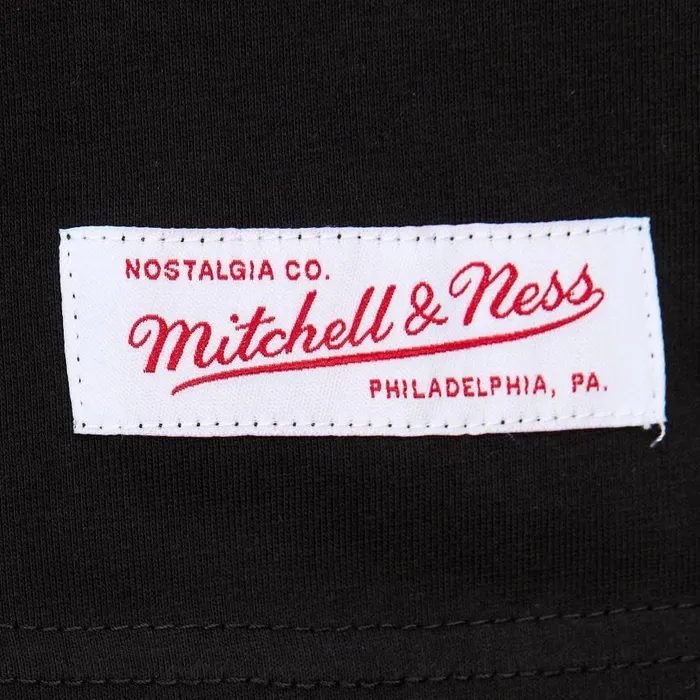 NOSTALGIA CO.
Mitchell & Ness
PHILADELPHIA, PA.